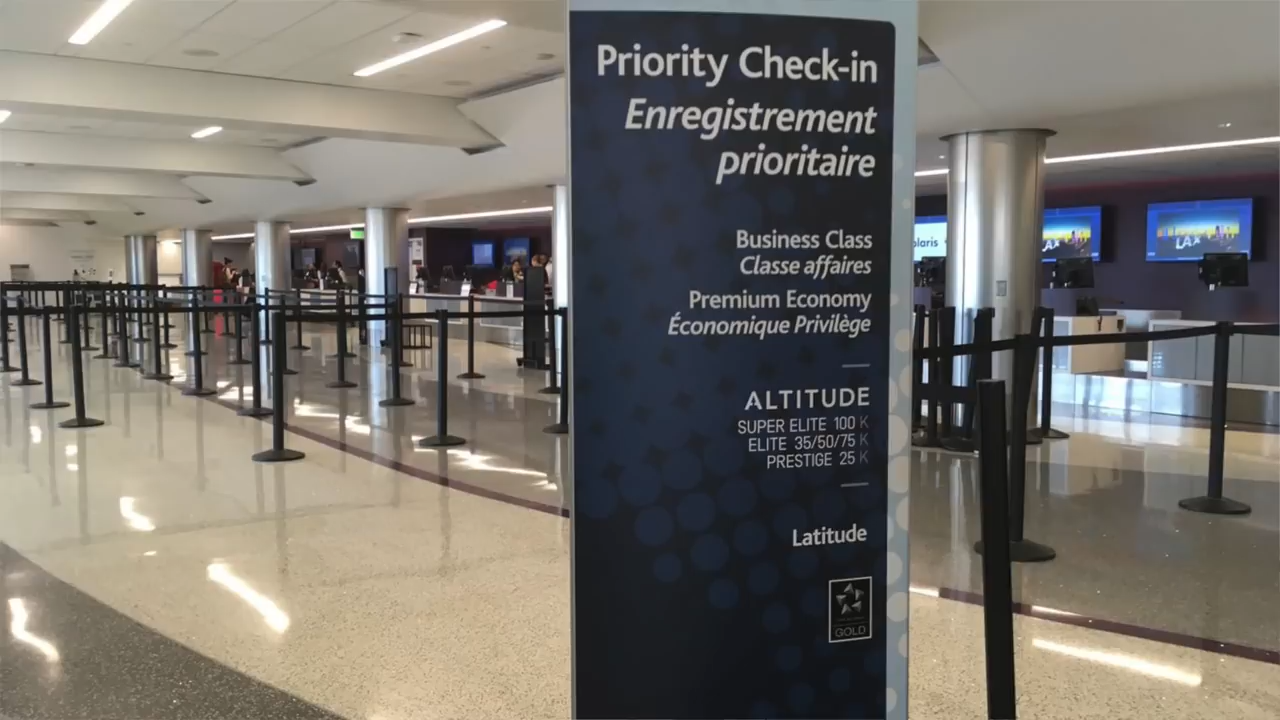 Priority Check-in
Enregistrement
prioritaire
Business Class
Classe affaires
Premium Economy
Économique Privilège
ALTITUDE
SUPER ELITE 100 K
ELITE 35/50/75 K
PRESTIGE 25 K
Latitude
GOLD
LAX